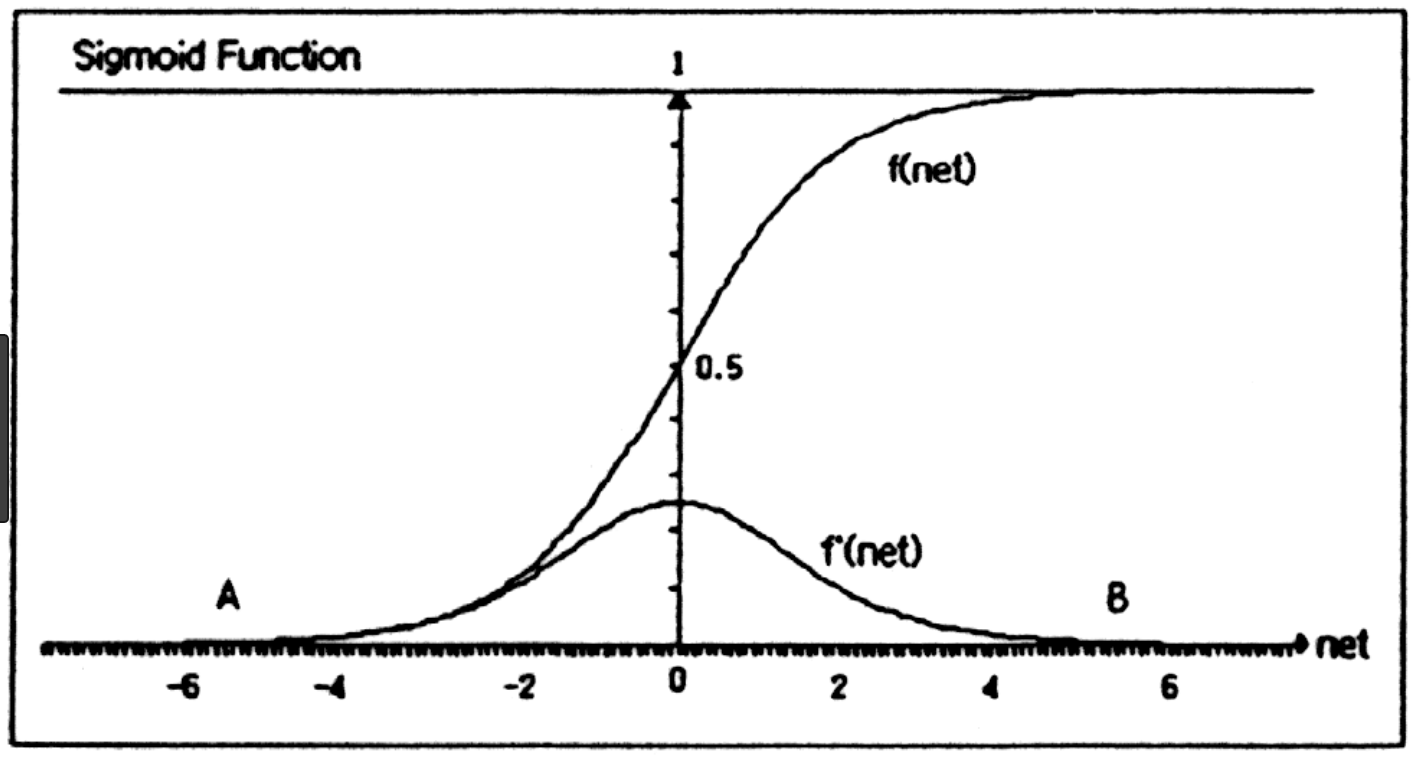 Sigmoid Function
1
f(net)
0.5
f'(net)
A B
net
-6 -4 -2 0 2 4 6